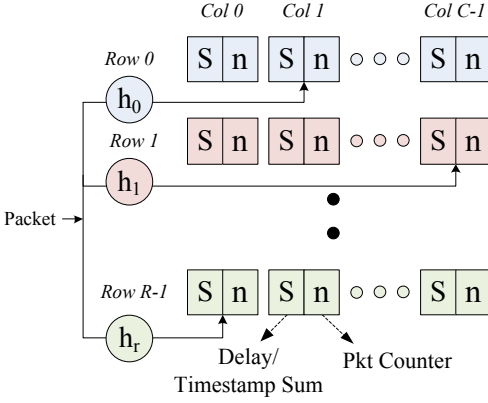 Col 0 Col 1 Col C-1
Row 0
S n S n S n
h0
Row 1
S n S n S n
h1
Packet
Row R-1
S n S n S n
hr
Delay/
Timestamp Sum
Pkt Counter